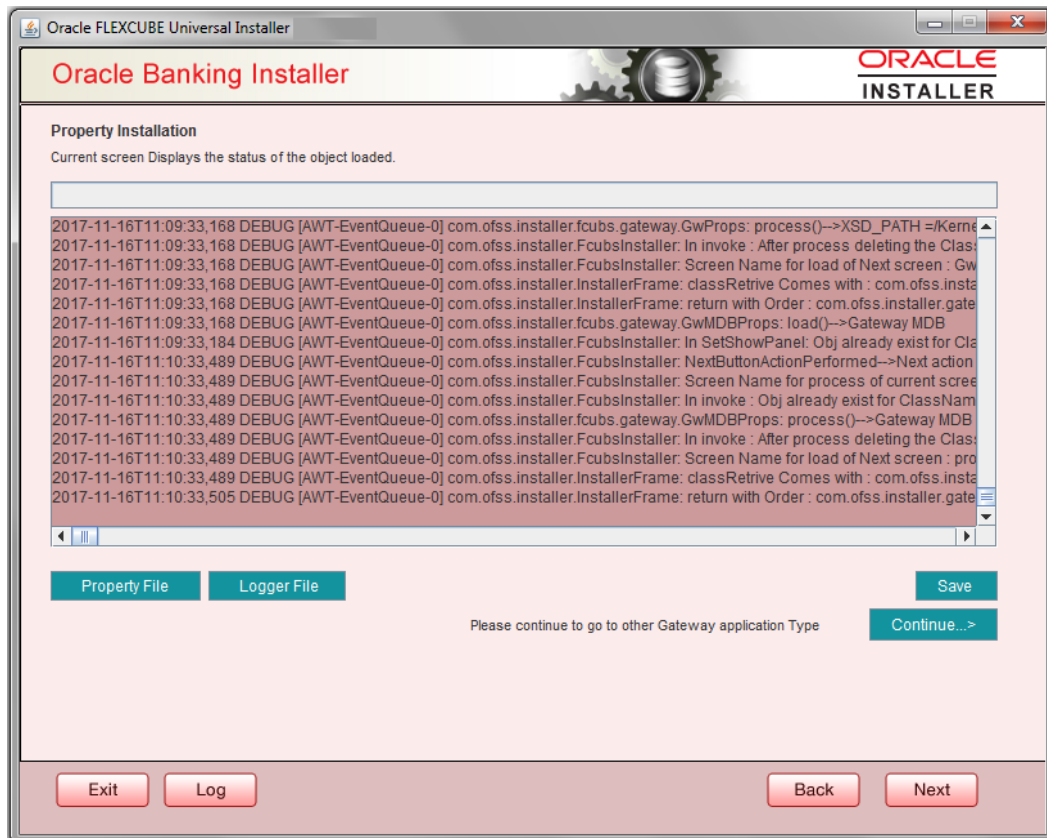 Oracle FLEXCUBE Universal Installer
Oracle Banking Installer
ORACLE
INSTALLER
Property Installation
Current screen Displays the status of the object loaded.
2017-11-16T11:09:33,168 DEBUG [AWT-EventQueue-0] com.ofss.installer.fcubs.gateway.GwProps: process()-->XSD_PATH =/Kerne
2017-11-16T11:09:33,168 DEBUG [AWT-EventQueue-0] com.ofss.installer.FcubsInstaller: In invoke : After process deleting the Clas
2017-11-16T11:09:33,168 DEBUG [AWT-EventQueue-0] com.ofss.installer.FcubsInstaller: Screen Name for load of Next screen : Gw
2017-11-16T11:09:33,168 DEBUG [AWT-EventQueue-0] com.ofss.installer.InstallerFrame: classRetrive Comes with : com.ofss.insta
2017-11-16T11:09:33,168 DEBUG [AWT-EventQueue-0] com.ofss.installer.InstallerFrame: return with Order : com.ofss.installer.gate
2017-11-16T11:09:33,168 DEBUG [AWT-EventQueue-0] com.ofss.installer.fcubs.gateway.GwMDBProps: load()-->Gateway MDB
2017-11-16T11:09:33,184 DEBUG [AWT-EventQueue-0] com.ofss.installer.FcubsInstaller: In SetShowPanel: Obj already exist for Cla
2017-11-16T11:10:33,489 DEBUG [AWT-EventQueue-0] com.ofss.installer.FcubsInstaller: NextButtonActionPerformed-->Next action
2017-11-16T11:10:33,489 DEBUG [AWT-EventQueue-0] com.ofss.installer.FcubsInstaller: Screen Name for process of current scree
2017-11-16T11:10:33,489 DEBUG [AWT-EventQueue-0] com.ofss.installer.FcubsInstaller: In invoke : Obj already exist for ClassNam
2017-11-16T11:10:33,489 DEBUG [AWT-EventQueue-0] com.ofss.installer.fcubs.gateway.GwMDBProps: process()-->Gateway MDB
2017-11-16T11:10:33,489 DEBUG [AWT-EventQueue-0] com.ofss.installer.FcubsInstaller: In invoke : After process deleting the Clas
2017-11-16T11:10:33,489 DEBUG [AWT-EventQueue-0] com.ofss.installer.FcubsInstaller: Screen Name for load of Next screen : pro
2017-11-16T11:10:33,489 DEBUG [AWT-EventQueue-0] com.ofss.installer.InstallerFrame: classRetrive Comes with : com.ofss.insta
2017-11-16T11:10:33,505 DEBUG [AWT-EventQueue-0] com.ofss.installer.InstallerFrame: return with Order : com.ofss.installer.gate
Property File Logger File Save
Please continue to go to other Gateway application Type Continue...>
Exit Log Back Next